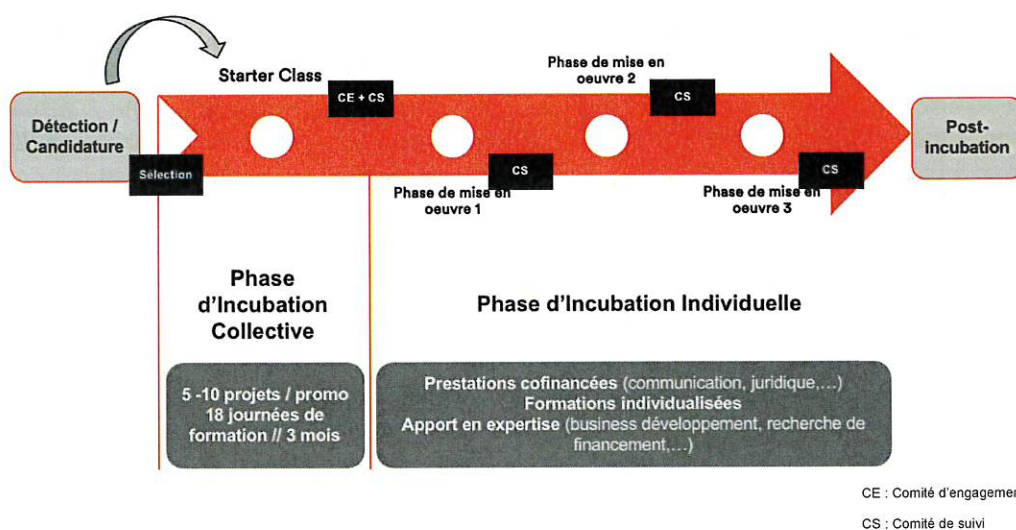 Détection /
Candidature
Sélection
Starter Class
CE + CS
Phase de mise en
oeuvre 1
CS
Phase de mise en
oeuvre 2
CS
Phase de mise en
oeuvre 3
CS
Post-
incubation
Phase
d'Incubation
Collective
Phase d'Incubation Individuelle
5 -10 projets / promo
18 journées de
formation // 3 mois
Prestations cofinancées (communication, juridique,…)
Formations individualisées
Apport en expertise (business développement, recherche de
financement,…)
CE : Comité d'engagemen
CS : Comité de suivi